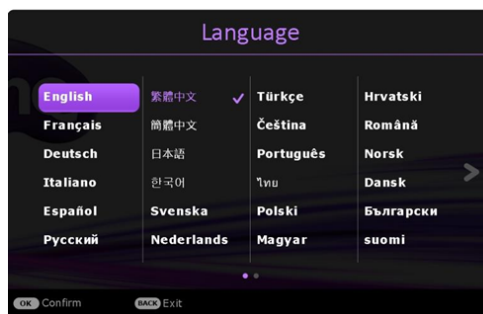 Language
English
Français
Deutsch
Italiano
Español
Русский
繁體中文
簡體中文
日本語
한국어
Svenska
Nederlands
Türkçe
Čeština
Português
ไทย
Polski
Magyar
Hrvatski
Română
Norsk
Dansk
Български
suomi
OK Confirm
BACK Exit